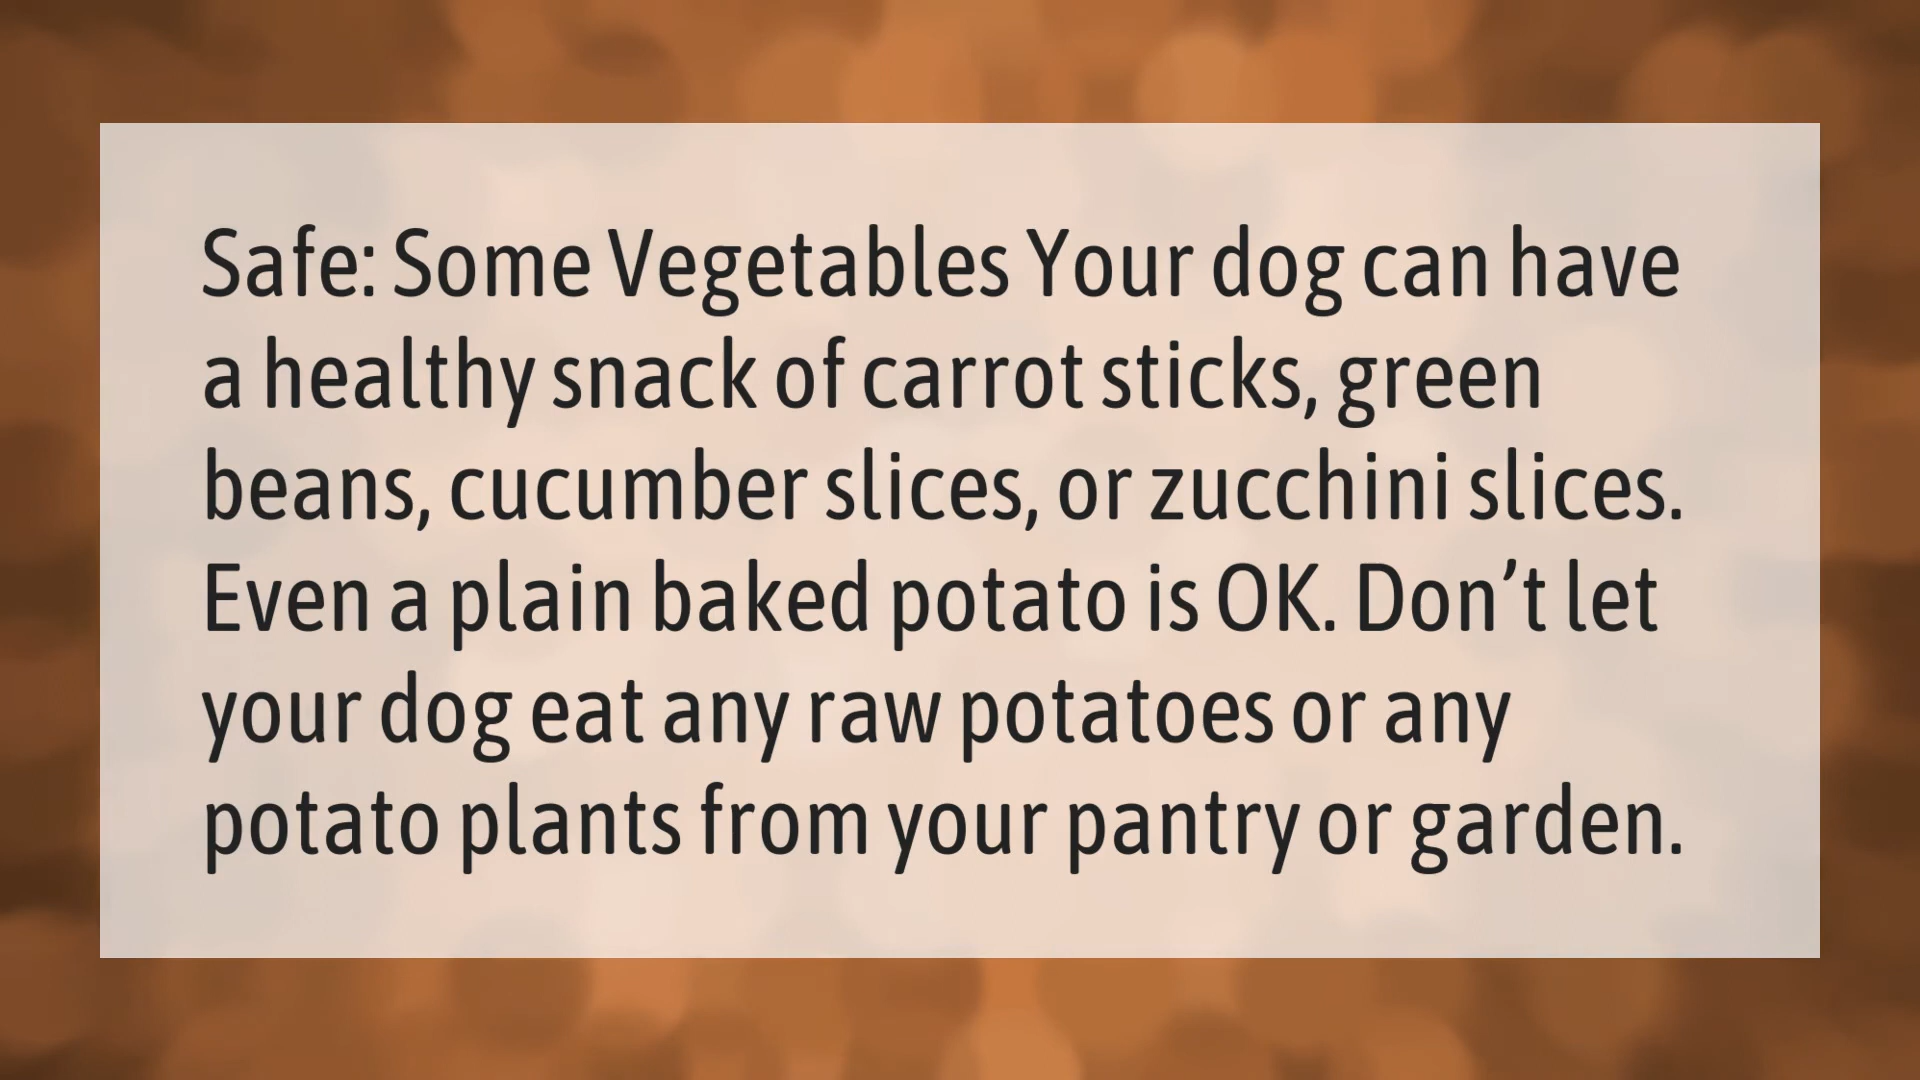 Safe: Some Vegetables Your dog can have
a healthy snack of carrot sticks, green
beans, cucumber slices, or zucchini slices.
Even a plain baked potato is OK. Don’t let
your dog eat any raw potatoes or any
potato plants from your pantry or garden.